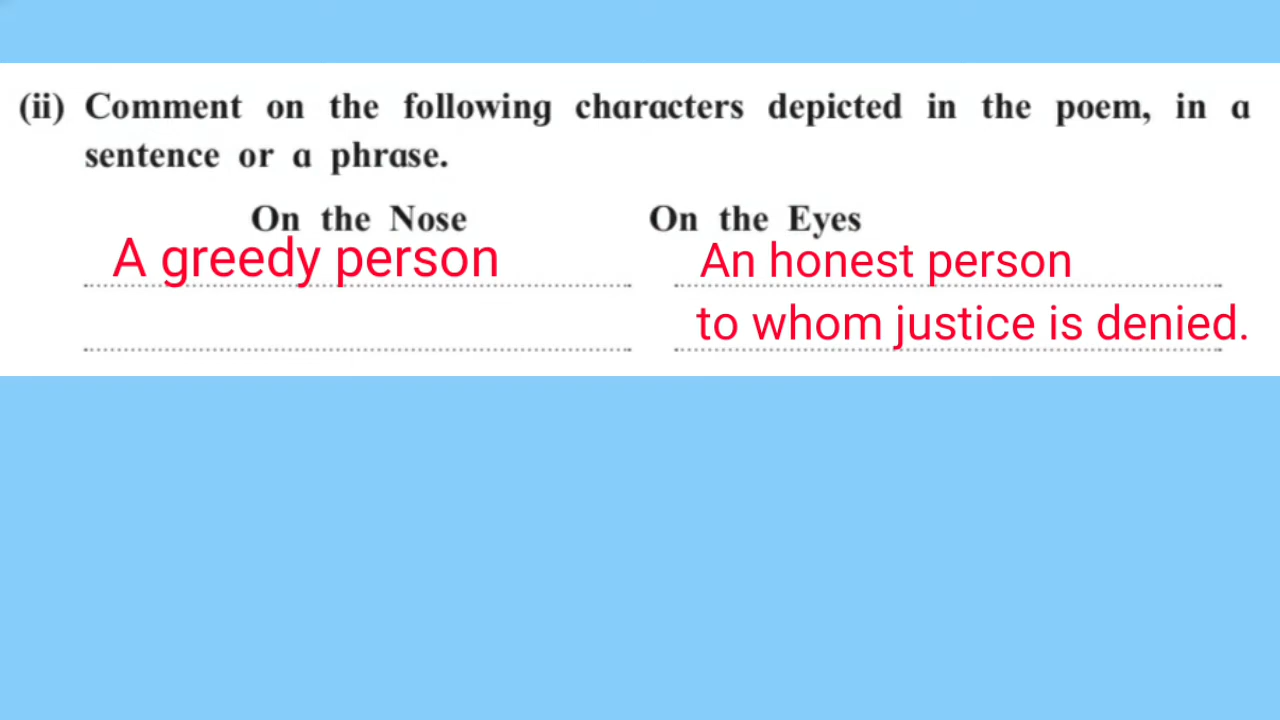 (ii) Comment on the following characters depicted in the poem, in a
sentence or a phrase.
On the Nose On the Eyes
A greedy person An honest person
to whom justice is denied.